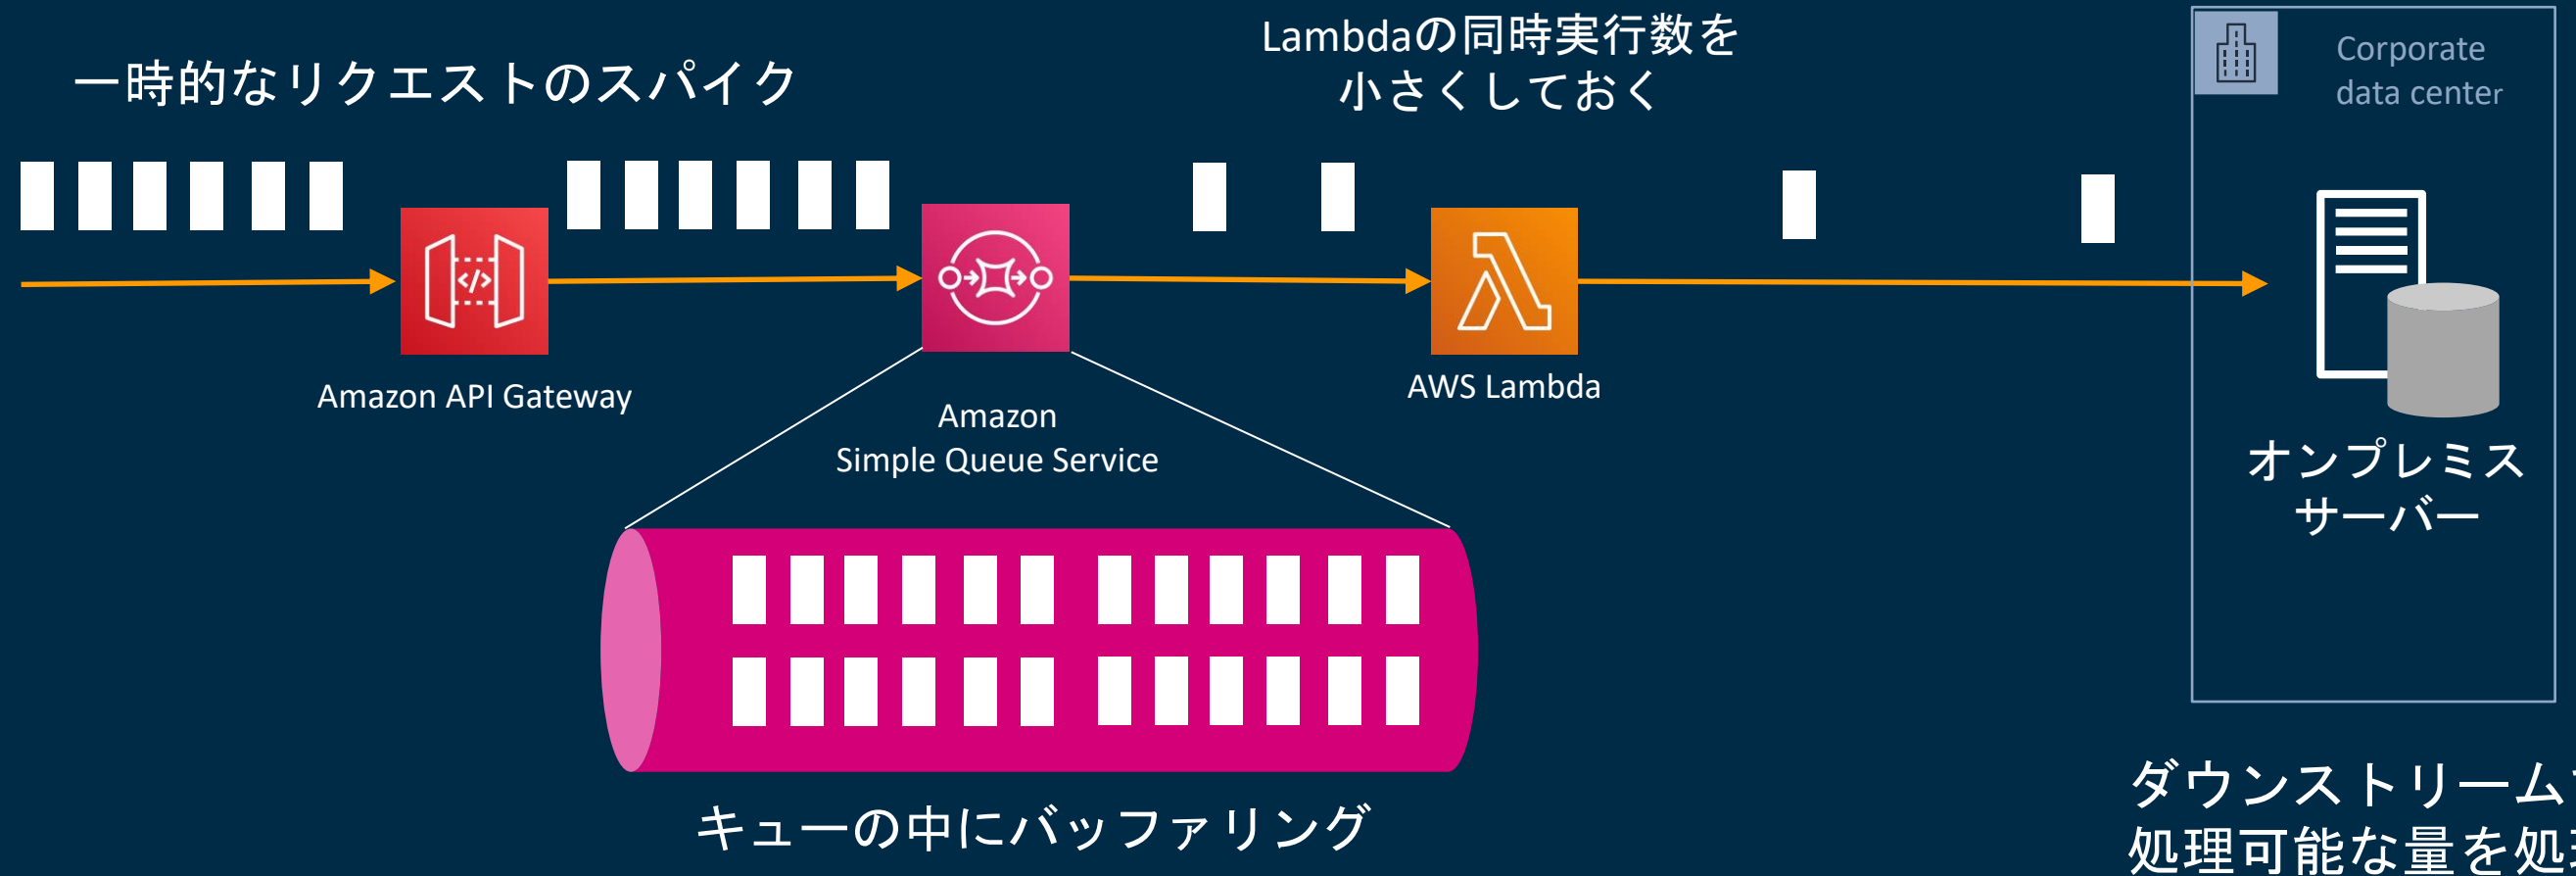 一時的なリクエストのスパイク
Lambdaの同時実行数を
小さくしておく
Corporate
data center
</>
Amazon API Gateway
Amazon
Simple Queue Service
AWS Lambda
オンプレミス
サーバー
キューの中にバッファリング
ダウンストリーム
処理可能な量を処